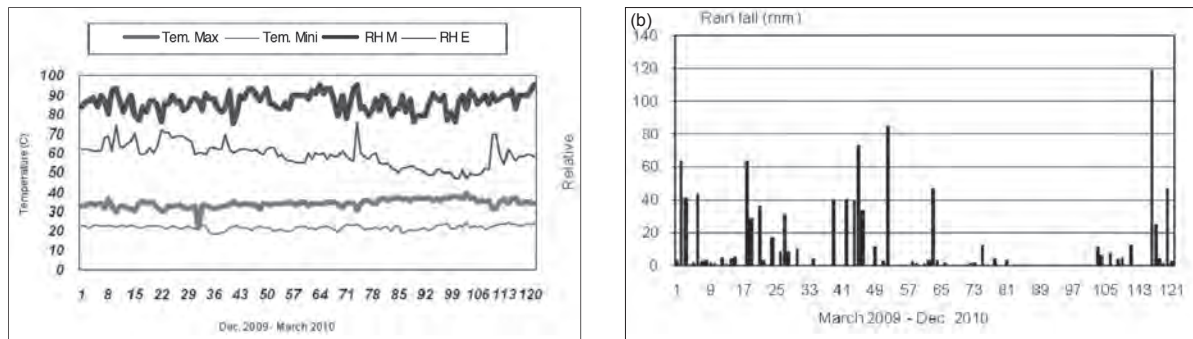 Tem. Max Tem. Mini RH M RH E
100
90
80
70
60
50
40
30
20
10
0
Temperature (C)
Relative
1 8 15 22 29 36 43 50 57 64 71 78 85 92 99 106 113 120
Dec. 2009- March 2010
(b) Rain fall (mm)
140
120
100
80
60
40
20
0
1 9 17 25 33 41 49 57 65 73 81 89 97 105 113 121
March 2009 - Dec. 2010